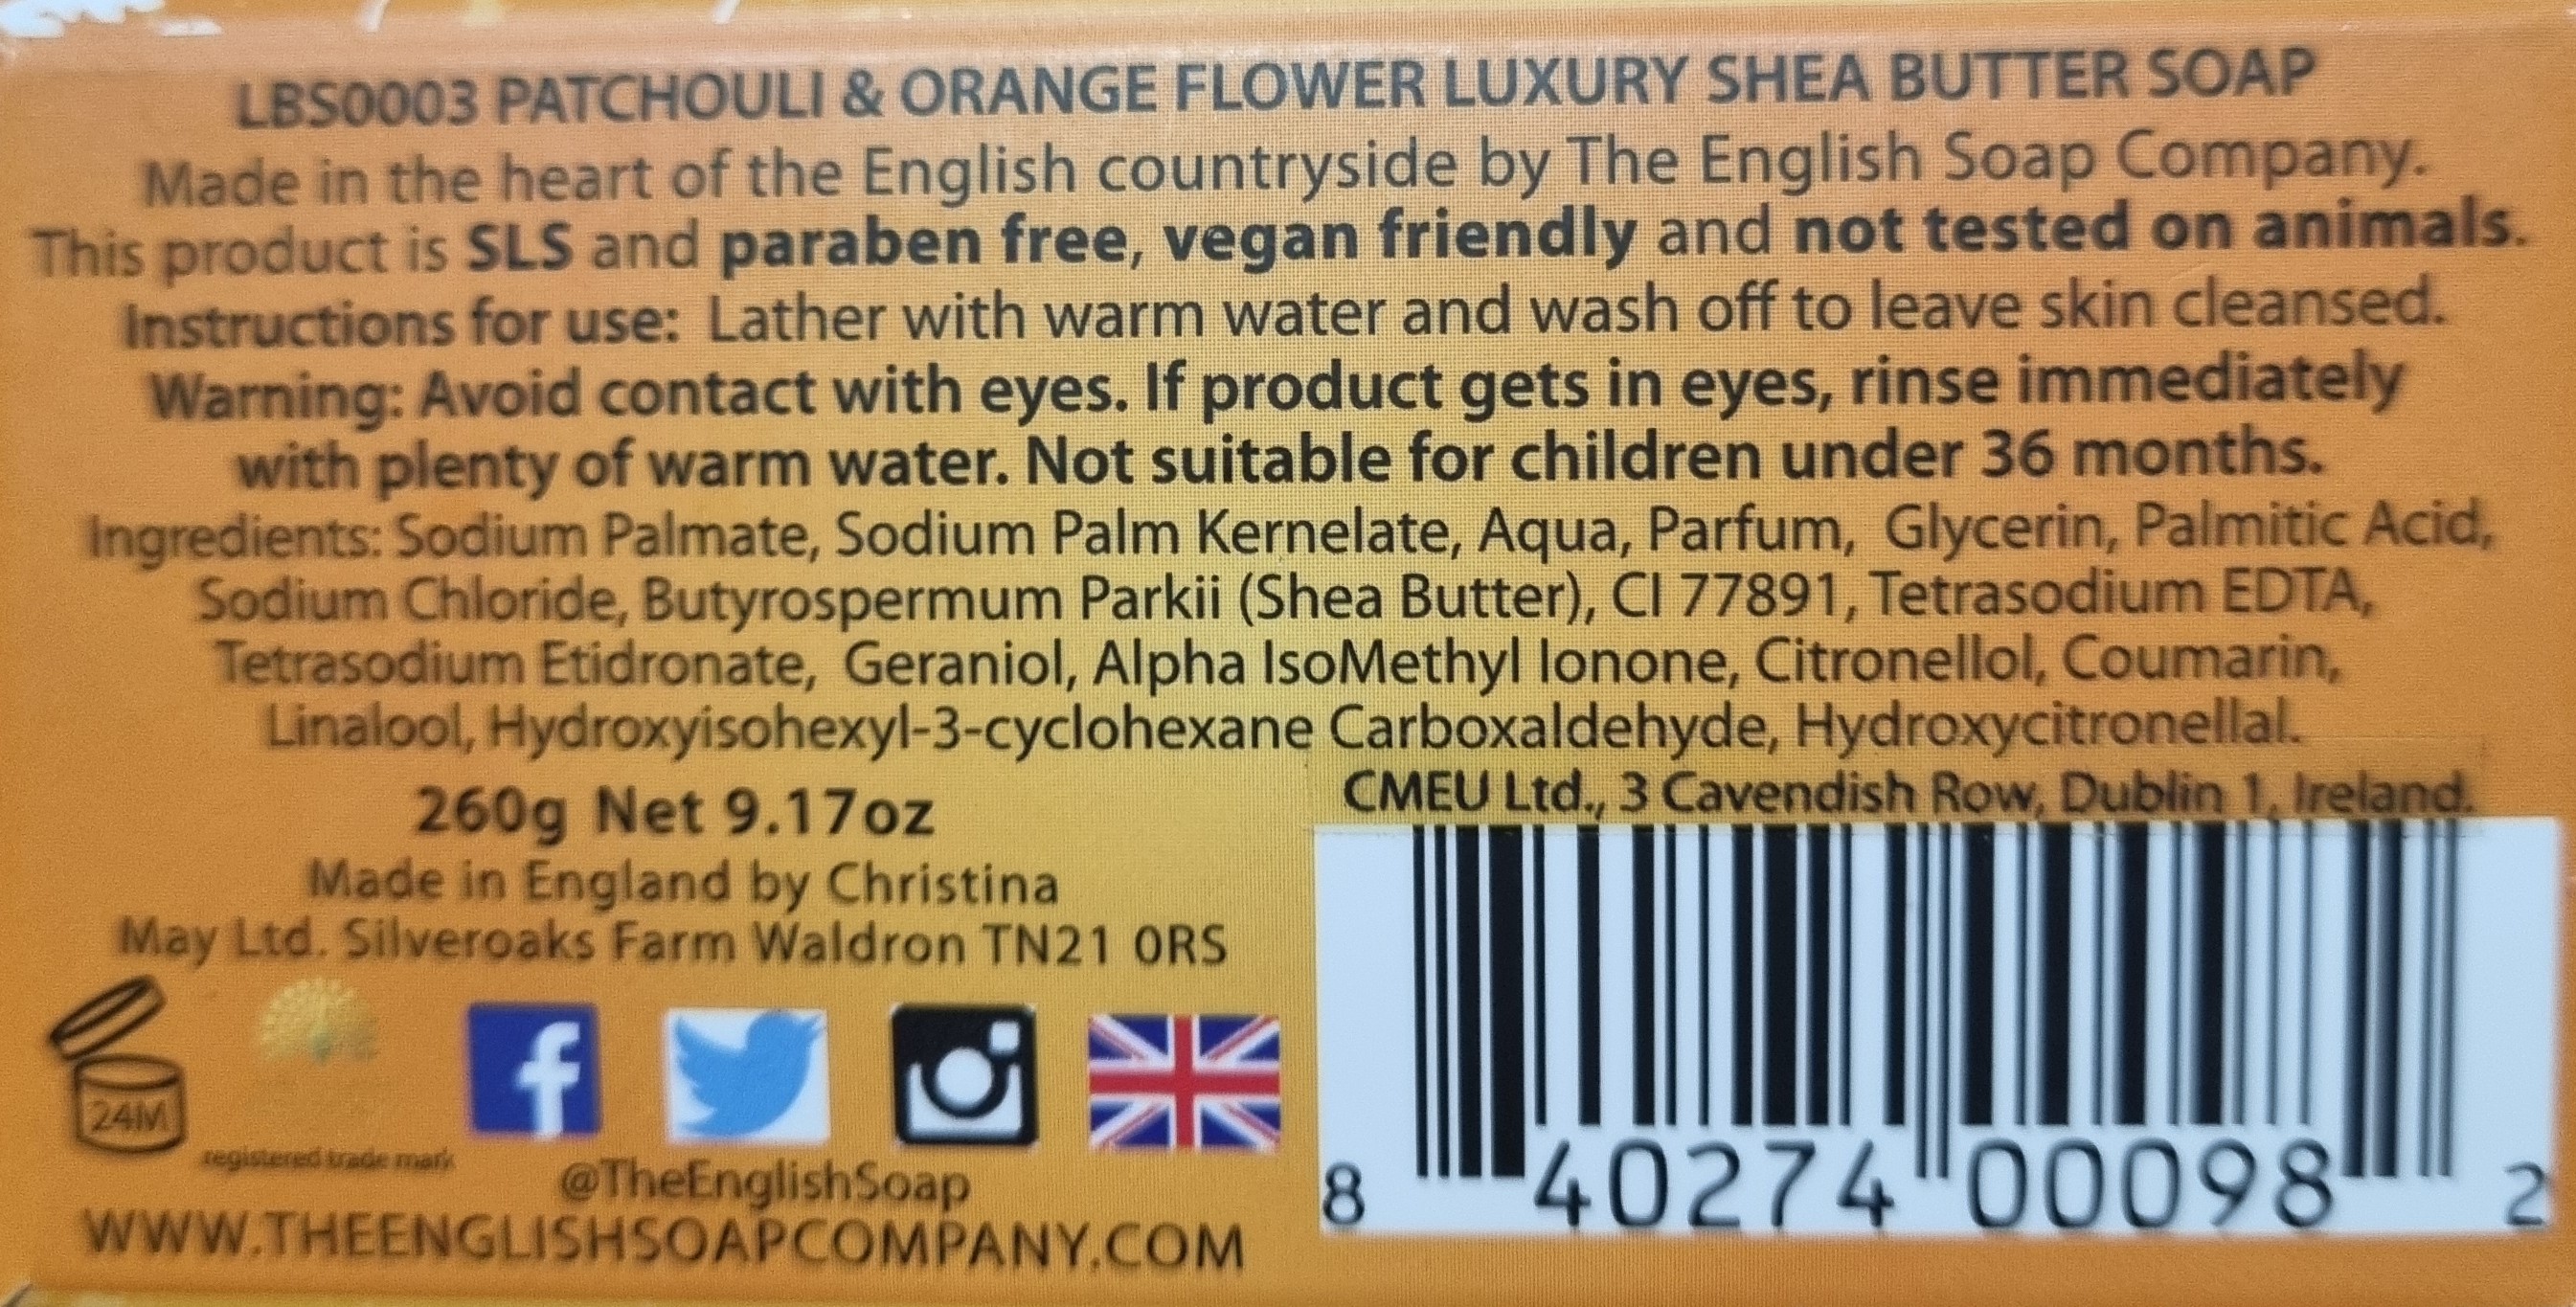 LBS0003 PATCHOULI & ORANGE FLOWER LUXURY SHEA BUTTER SOAP
Made in the heart of the English countryside by The English Soap Company.
This product is SLS and paraben free, vegan friendly and not tested on animals.
Instructions for use: Lather with warm water and wash off to leave skin cleansed.
Warning: Avoid contact with eyes. If product gets in eyes, rinse immediately
with plenty of warm water. Not suitable for children under 36 months.
Ingredients: Sodium Palmate, Sodium Palm Kernelate, Aqua, Parfum, Glycerin, Palmitic Acid,
Sodium Chloride, Butyrospermum Parkii (Shea Butter), CI 77891, Tetrasodium EDTA,
Tetrasodium Etidronate, Geraniol, Alpha IsoMethyl Ionone, Citronellol, Coumarin,
Linalool, Hydroxyisohexyl-3-cyclohexane Carboxaldehyde, Hydroxycitronellal.
260g Net 9.17oz
Made in England by Christina
May Ltd. Silveroaks Farm Waldron TN21 0RS
24M
registered trade mark
@TheEnglishSoap
WWW.THEENGLISHSOAPCOMPANY.COM
CMEU Ltd., 3 Cavendish Row, Dublin 1, Ireland.
8 40274 00098 2